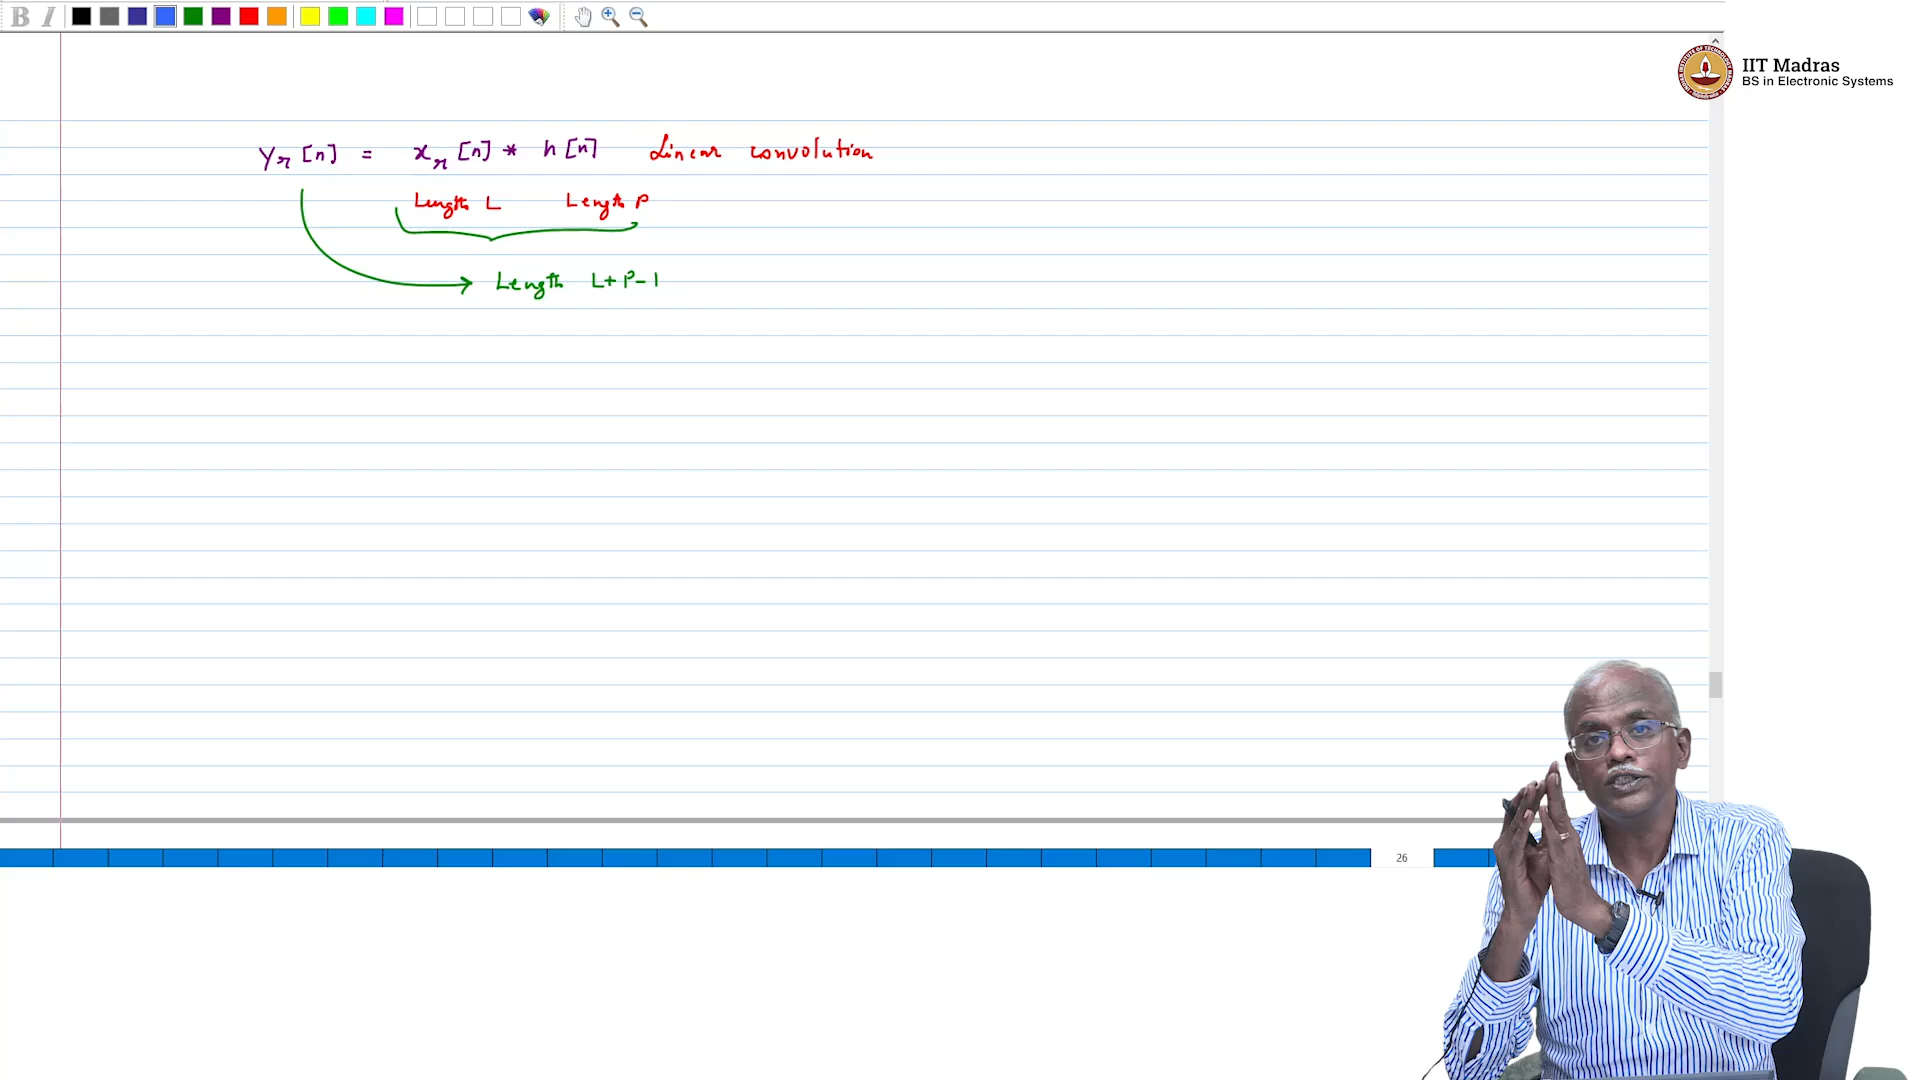 B I
IIT Madras
BS in Electronic Systems
y_r[n] = x_r[n] * h[n] Linear convolution
Length L Length P
Length L+P-1
26